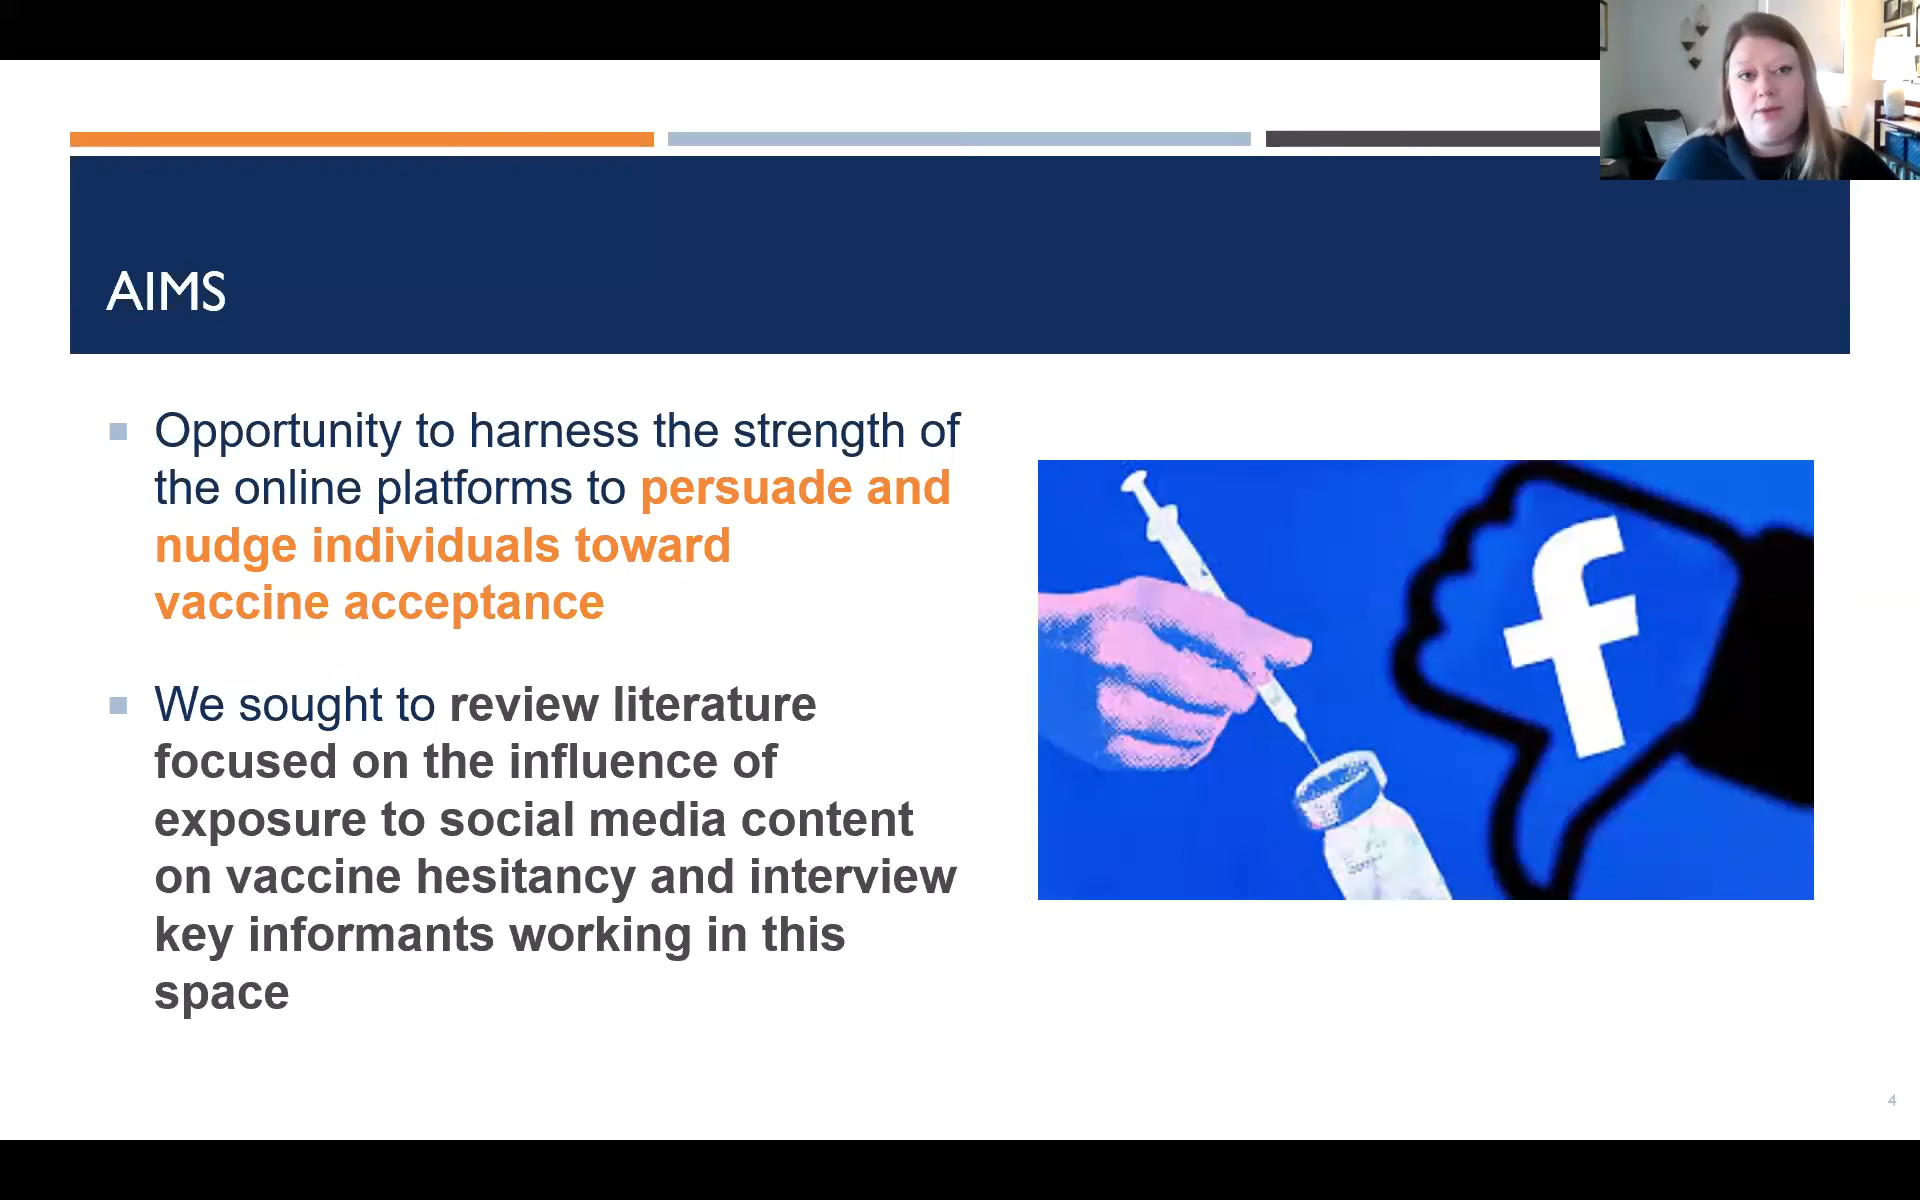 AIMS
Opportunity to harness the strength of
the online platforms to persuade and
nudge individuals toward
vaccine acceptance
We sought to review literature
focused on the influence of
exposure to social media content
on vaccine hesitancy and interview
key informants working in this
space
f
4